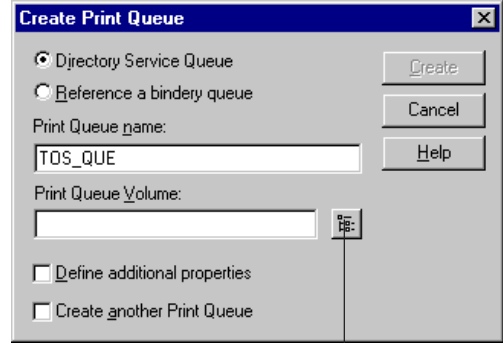 Create Print Queue
Directory Service Queue
Create
Reference a bindery queue
Cancel
Print Queue name:
Help
TOS_QUE
Print Queue Volume:
Define additional properties
Create another Print Queue